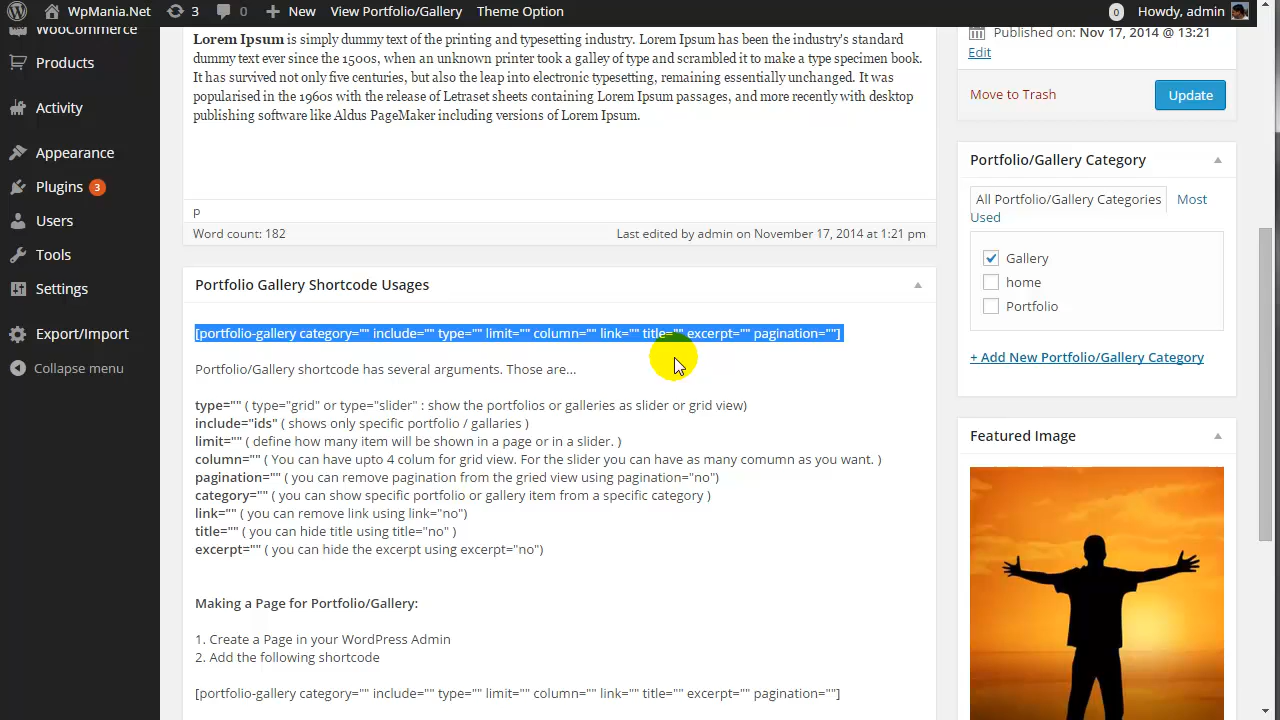 WpMania.Net 3 0 New View Portfolio/Gallery Theme Option 0 Howdy, admin
WooCommerce
Products
Activity
Appearance
Plugins 3
Users
Tools
Settings
Export/Import
Collapse menu
Lorem Ipsum is simply dummy text of the printing and typesetting industry. Lorem Ipsum has been the industry's standard
dummy text ever since the 1500s, when an unknown printer took a galley of type and scrambled it to make a type specimen book.
It has survived not only five centuries, but also the leap into electronic typesetting, remaining essentially unchanged. It was
popularised in the 1960s with the release of Letraset sheets containing Lorem Ipsum passages, and more recently with desktop
publishing software like Aldus PageMaker including versions of Lorem Ipsum.
p
Word count: 182 Last edited by admin on November 17, 2014 at 1:21 pm
Portfolio Gallery Shortcode Usages
[portfolio-gallery category="" include="" type="" limit="" column="" link="" title="" excerpt="" pagination=""]
Portfolio/Gallery shortcode has several arguments. Those are...
type="" ( type="grid" or type="slider" : show the portfolios or galleries as slider or grid view)
include="ids" ( shows only specific portfolio / gallaries )
limit="" ( define how many item will be shown in a page or in a slider. )
column="" ( You can have upto 4 colum for grid view. For the slider you can have as many comumn as you want. )
pagination="" ( you can remove pagination from the gried view using pagination="no")
category="" ( you can show specific portfolio or gallery item from a specific category )
link="" ( you can remove link using link="no")
title="" ( you can hide title using title="no" )
excerpt="" ( you can hide the excerpt using excerpt="no")
Making a Page for Portfolio/Gallery:
1. Create a Page in your WordPress Admin
2. Add the following shortcode
[portfolio-gallery category="" include="" type="" limit="" column="" link="" title="" excerpt="" pagination=""]
Published on: Nov 17, 2014 @ 13:21
Edit
Move to Trash Update
Portfolio/Gallery Category
All Portfolio/Gallery Categories Most
Used
Gallery
home
Portfolio
+ Add New Portfolio/Gallery Category
Featured Image